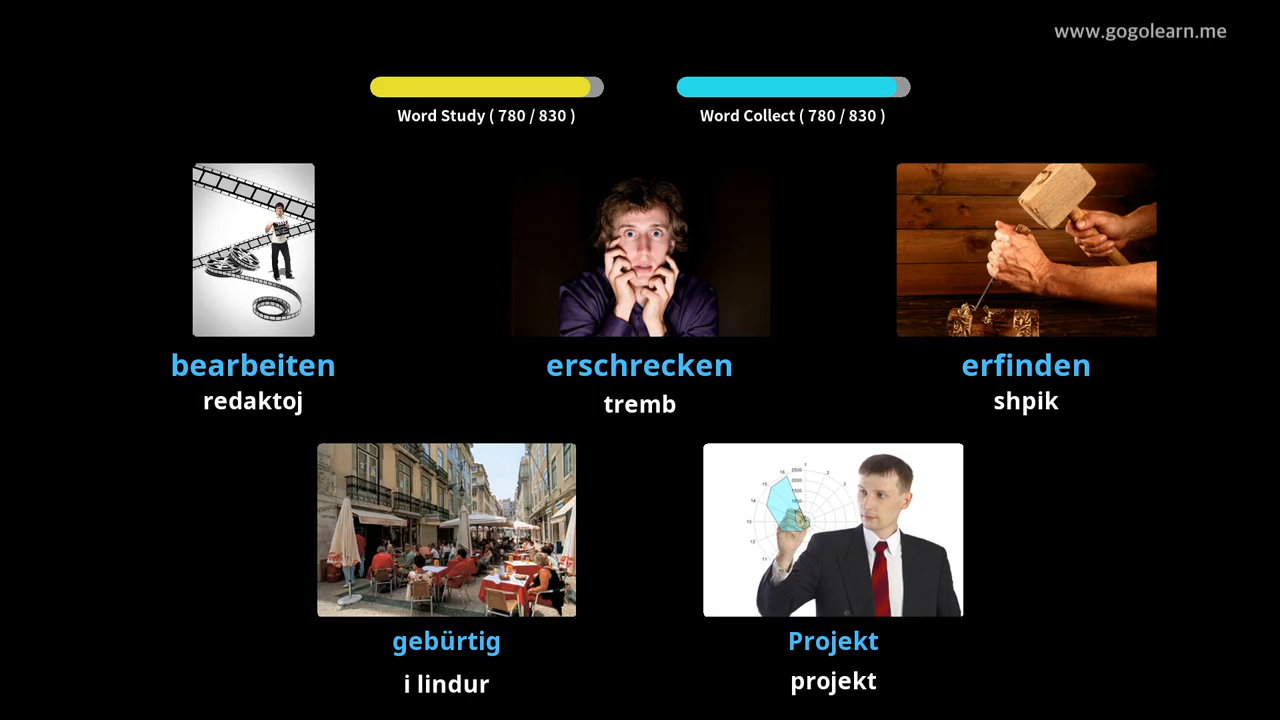 www.gogolearn.me
Word Study ( 780 / 830 )
Word Collect ( 780 / 830 )
bearbeiten
redaktoj
erschrecken
tremb
erfinden
shpik
gebürtig
i lindur
Projekt
projekt